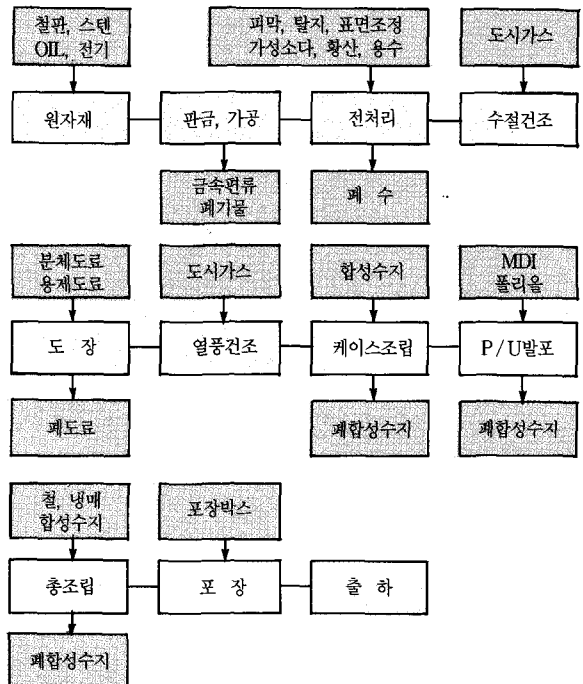 철판, 스텐
OIL, 전기
피막, 탈지, 표면조정
가성소다, 황산, 용수
도시가스
원자재
판금, 가공
전처리
수절건조
금속편류
폐기물
폐 수
분체도료
용제도료
도시가스
합성수지
MDI
폴리올
도 장
열풍건조
케이스조립
P/U발포
폐도료
폐합성수지
폐합성수지
철, 냉매
합성수지
포장박스
총조립
포 장
출 하
폐합성수지